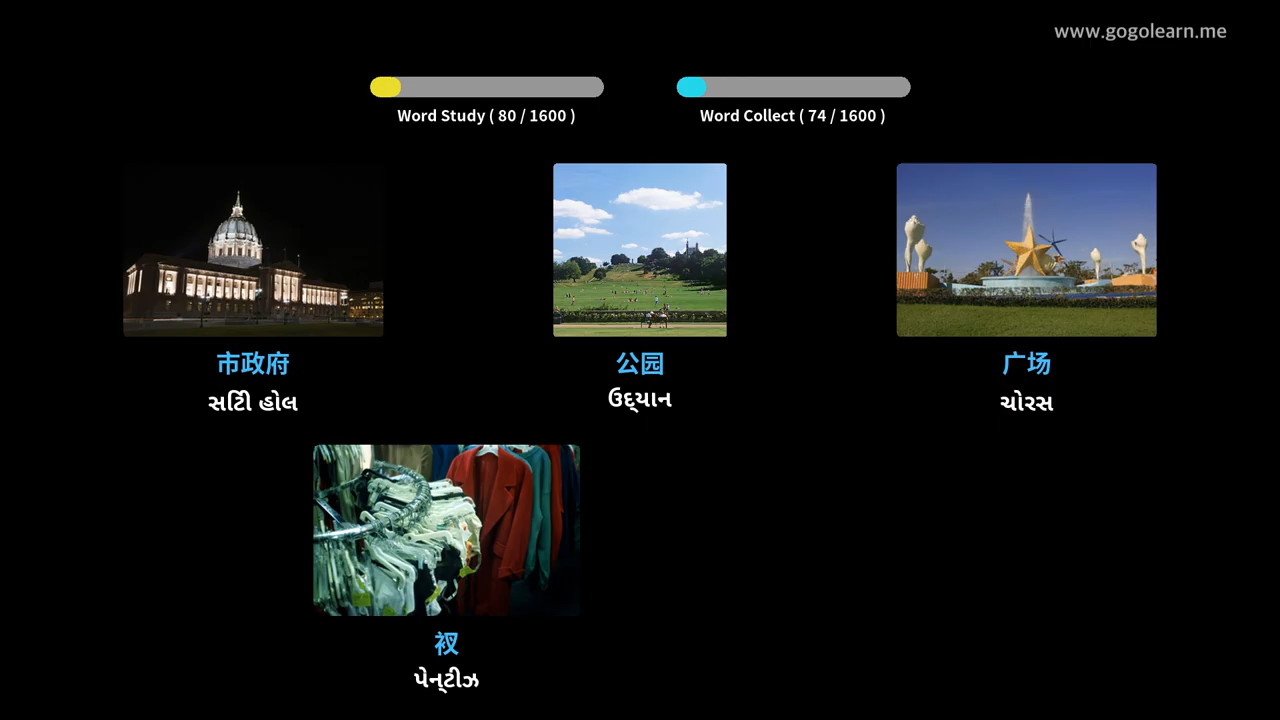 www.gogolearn.me
Word Study ( 80 / 1600 )
Word Collect ( 74 / 1600 )
市政府
સિટી હોલ
公园
ઉદ્યાન
广场
ચોરસ
衩
પેન્ટીઝ